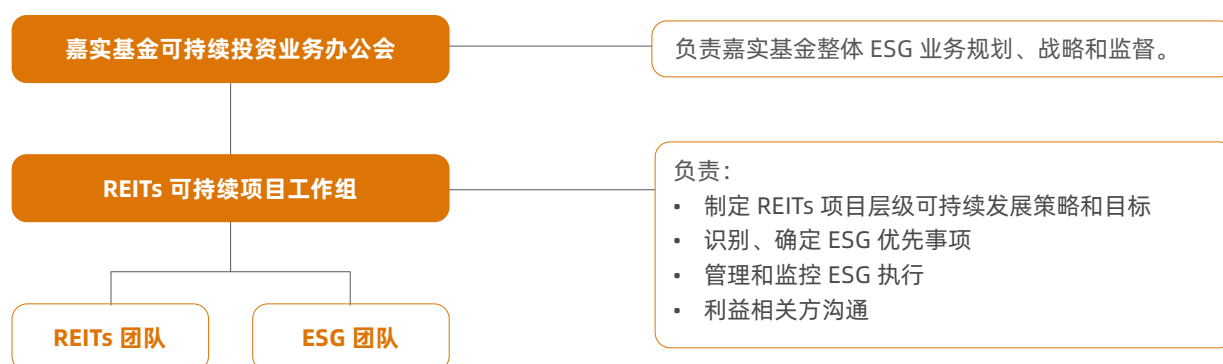 嘉实基金可持续投资业务办公会
负责嘉实基金整体 ESG 业务规划、战略和监督。
REITs 可持续项目工作组
负责：
• 制定 REITs 项目层级可持续发展策略和目标
• 识别、确定 ESG 优先事项
• 管理和监控 ESG 执行
• 利益相关方沟通
REITs 团队
ESG 团队